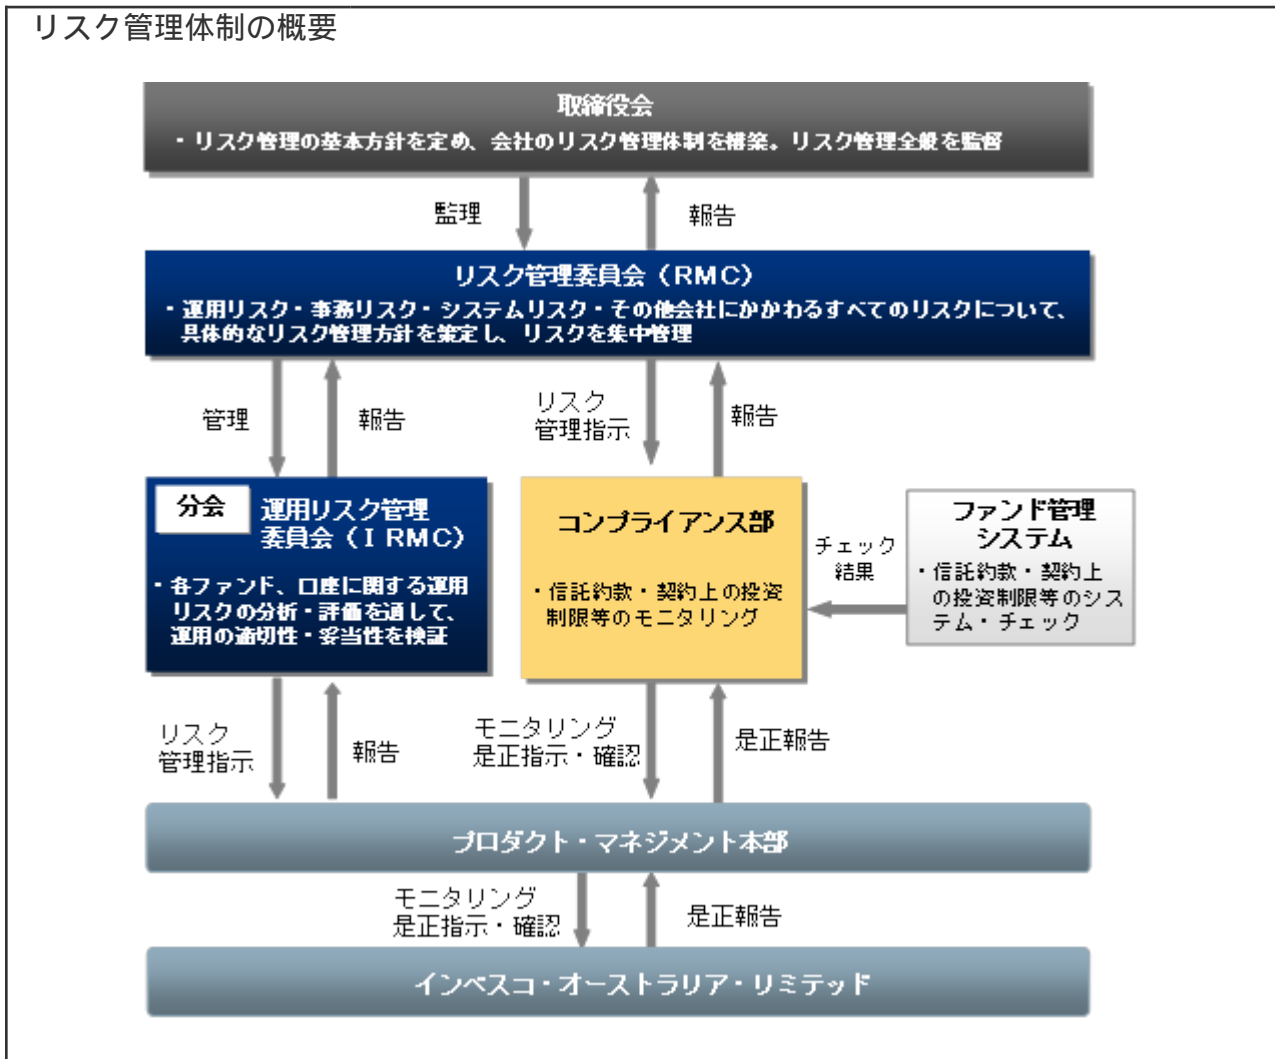 リスク管理体制の概要
取締役会
・リスク管理の基本方針を定め、会社のリスク管理体制を構築。リスク管理全般を監督
監理
報告
リスク管理委員会（RMC）
・運用リスク・事務リスク・システムリスク・その他会社にかかわるすべてのリスクについて、
具体的なリスク管理方針を策定し、リスクを集中管理
管理
報告
リスク
管理指示
報告
分会
運用リスク管理
委員会（IRMC）
・各ファンド、口座に関する運用
リスクの分析・評価を通して、
運用の適切性・妥当性を検証
コンプライアンス部
・信託約款・契約上の投資
制限等のモニタリング
チェック
結果
ファンド管理
システム
・信託約款・契約上
の投資制限等のシス
テム・チェック
リスク
管理指示
報告
モニタリング
是正指示・確認
是正報告
プロダクト・マネジメント本部
モニタリング
是正指示・確認
是正報告
インベスコ・オーストラリア・リミテッド